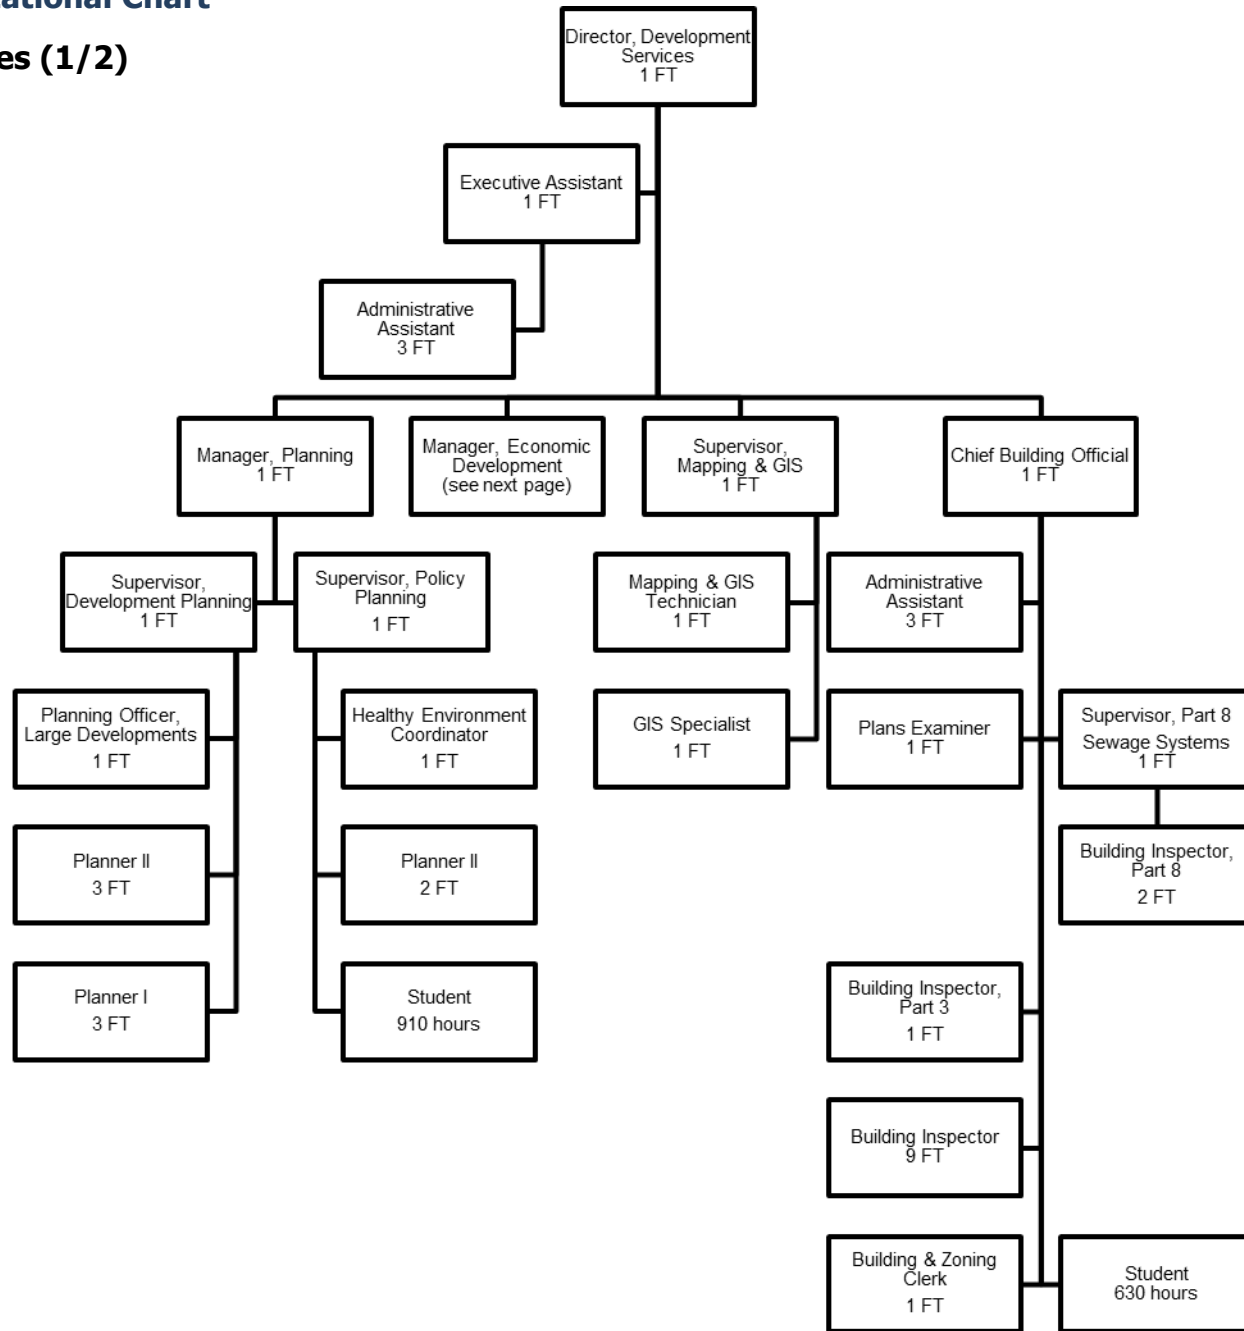 ational Chart
es (1/2)
Director, Development
Services
1 FT
Executive Assistant
1 FT
Administrative
Assistant
3 FT
Manager, Planning
1 FT
Manager, Economic
Development
(see next page)
Supervisor,
Mapping & GIS
1 FT
Chief Building Official
1 FT
Supervisor,
Development Planning
1 FT
Supervisor, Policy
Planning
1 FT
Mapping & GIS
Technician
1 FT
Administrative
Assistant
3 FT
Planning Officer,
Large Developments
1 FT
Healthy Environment
Coordinator
1 FT
GIS Specialist
1 FT
Plans Examiner
1 FT
Supervisor, Part 8
Sewage Systems
1 FT
Planner II
3 FT
Planner II
2 FT
Building Inspector,
Part 8
2 FT
Planner I
3 FT
Student
910 hours
Building Inspector,
Part 3
1 FT
Building Inspector
9 FT
Building & Zoning
Clerk
1 FT
Student
630 hours